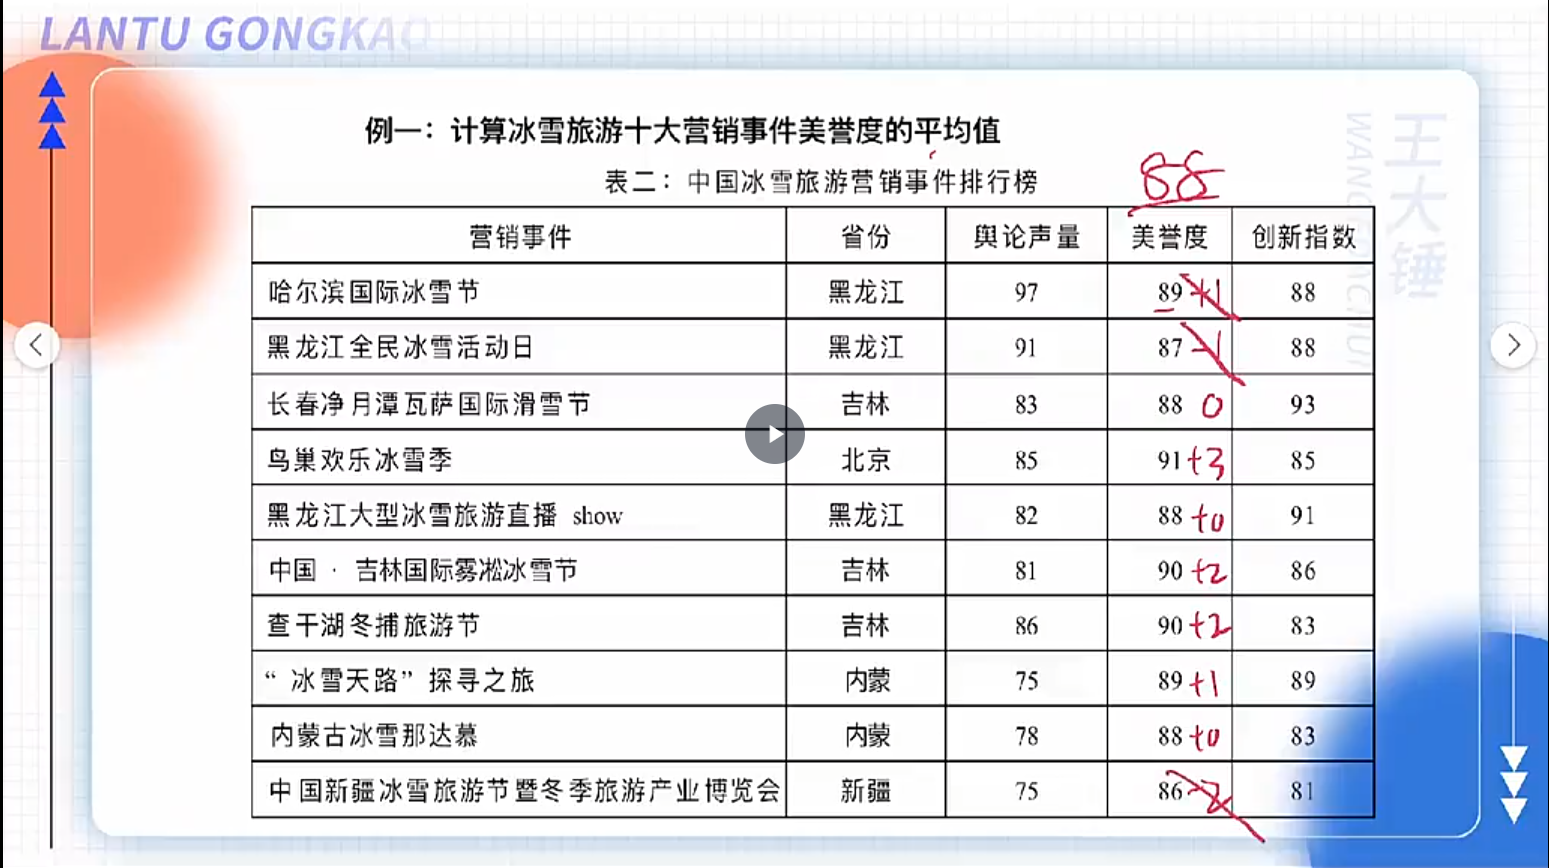 LANTU GONGKAO
例一：计算冰雪旅游十大营销事件美誉度的平均值
表二：中国冰雪旅游营销事件排行榜
88
营销事件 省份 舆论声量 美誉度 创新指数
哈尔滨国际冰雪节 黑龙江 97 89 +1 88
黑龙江全民冰雪活动日 黑龙江 91 87 -1 88
长春净月潭瓦萨国际滑雪节 吉林 83 88 0 93
鸟巢欢乐冰雪季 北京 85 91 +3 85
黑龙江大型冰雪旅游直播 show 黑龙江 82 88 +0 91
中国·吉林国际雾凇冰雪节 吉林 81 90 +2 86
查干湖冬捕旅游节 吉林 86 90 +2 83
“冰雪天路”探寻之旅 内蒙 75 89 +1 89
内蒙古冰雪那达慕 内蒙 78 88 +0 83
中国新疆冰雪旅游节暨冬季旅游产业博览会 新疆 75 86 -2 81
王大锤
WANGDACHUI